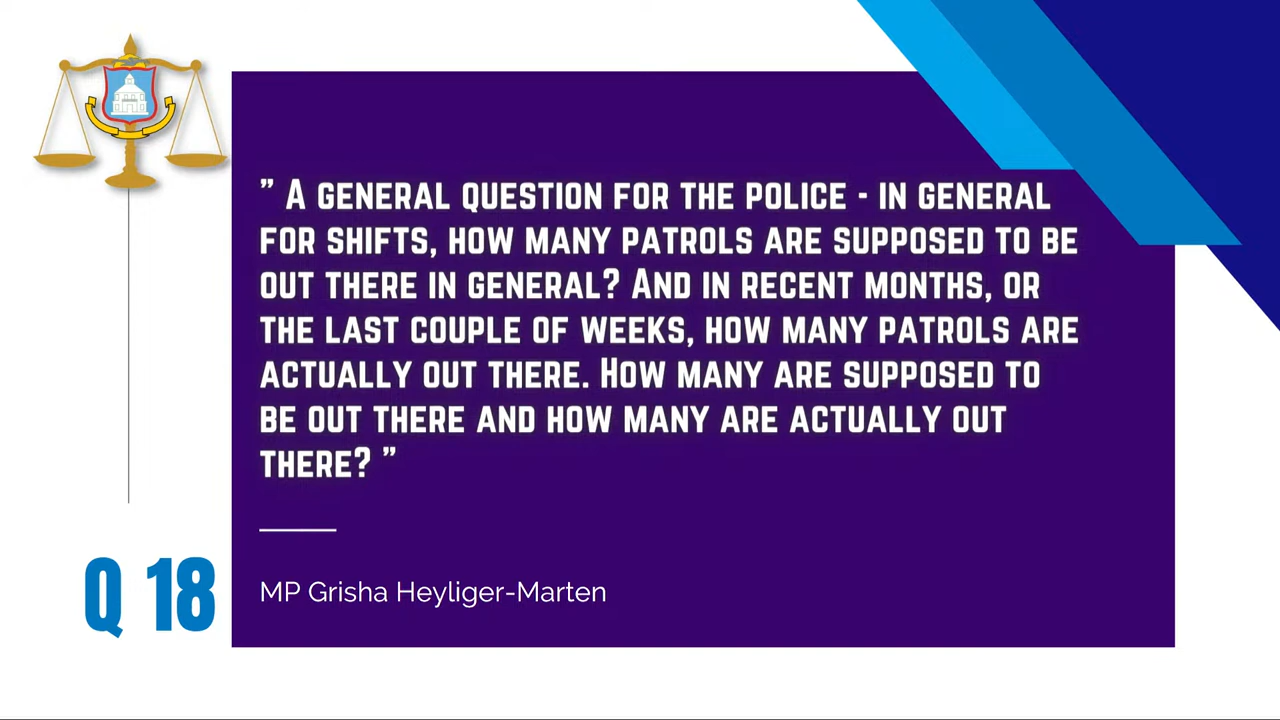 ” A GENERAL QUESTION FOR THE POLICE - IN GENERAL
FOR SHIFTS, HOW MANY PATROLS ARE SUPPOSED TO BE
OUT THERE IN GENERAL? AND IN RECENT MONTHS, OR
THE LAST COUPLE OF WEEKS, HOW MANY PATROLS ARE
ACTUALLY OUT THERE. HOW MANY ARE SUPPOSED TO
BE OUT THERE AND HOW MANY ARE ACTUALLY OUT
THERE? ”
MP Grisha Heyliger-Marten
Q 18